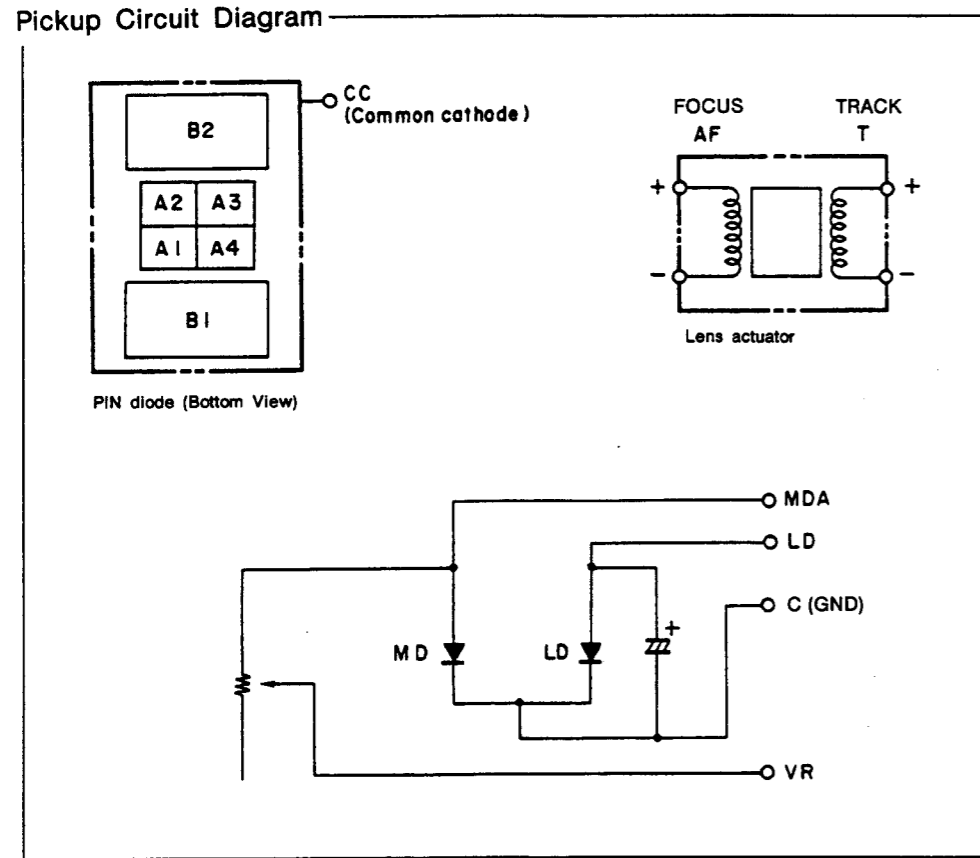 Pickup Circuit Diagram
CC
(Common cathode)
B2
A2 A3
A1 A4
B1
PIN diode (Bottom View)
FOCUS TRACK
AF T
+ +
- -
Lens actuator
MDA
LD
C (GND)
+
MD LD
VR